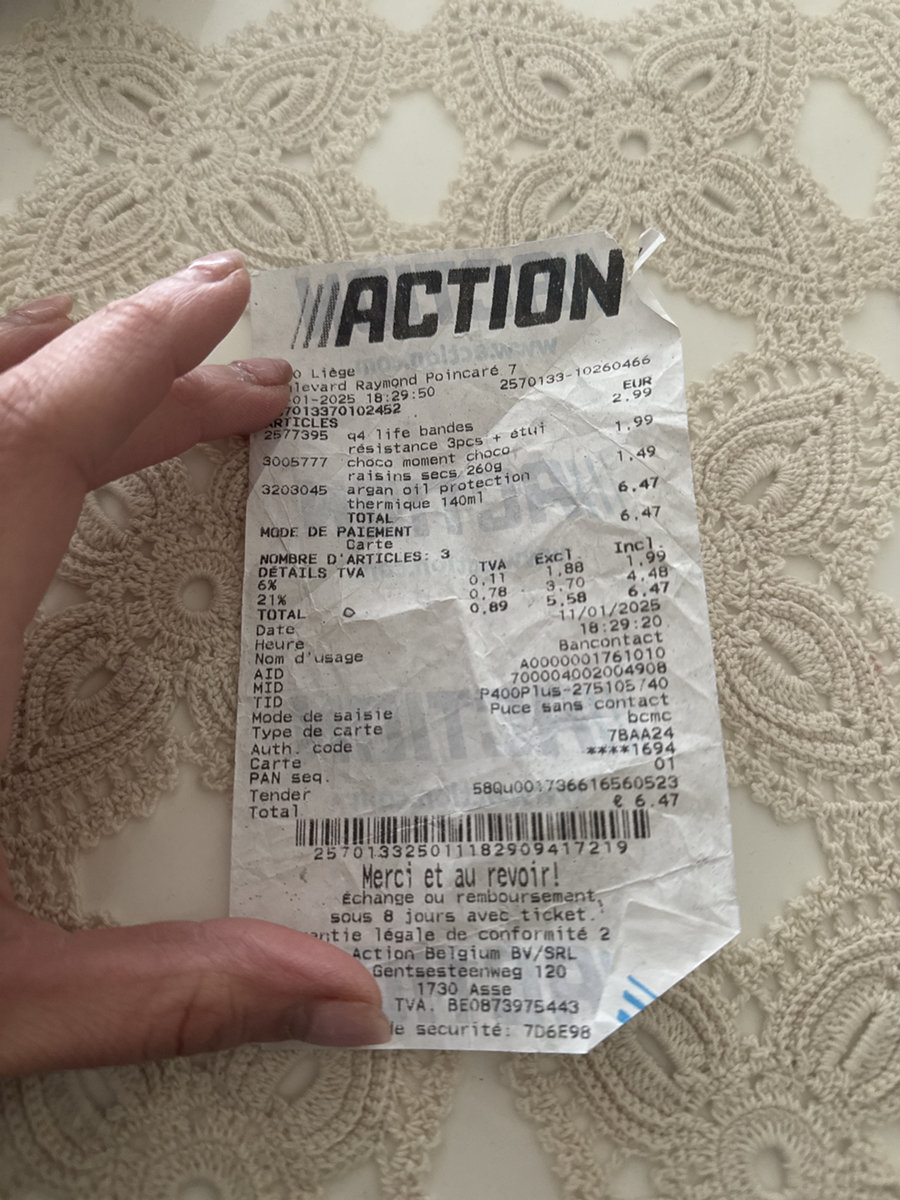 ACTION
Liège
Boulevard Raymond Poincaré 7
01-2025 18:29:50 2570133-10260466
7013370102452 EUR
ARTICLES 2.99
2577395 q4 life bandes
résistance 3pcs + étui 1.99
3005777 choco moment choco
raisins secs 260g 1.49
3203045 argan oil protection
thermique 140ml 6.47
TOTAL
MODE DE PAIEMENT 6.47
Carte
NOMBRE D'ARTICLES: 3
DÉTAILS TVA TVA Excl. Incl.
6% 0,11 1,88 1,99
21% 0,78 3,70 4,48
TOTAL 0,89 5,58 6,47
Date 11/01/2025
Heure 18:29:20
Nom d'usage Bancontact
AID A0000001761010
MID 700004002004908
TID P400Plus-275105740
Mode de saisie Puce sans contact
Type de carte bcmc
Auth. code 7BAA24
Carte ****1694
PAN seq. 01
Tender 58Qu001736616560523
Total € 6.47
2570133250111829094 17219
Merci et au revoir!
Échange ou remboursement,
sous 8 jours avec ticket.
légale de conformité 2
Action Belgium BV/SRL
Gentsesteenweg 120
1730 Asse
TVA. BE0873975443
sécurité: 7D6E98